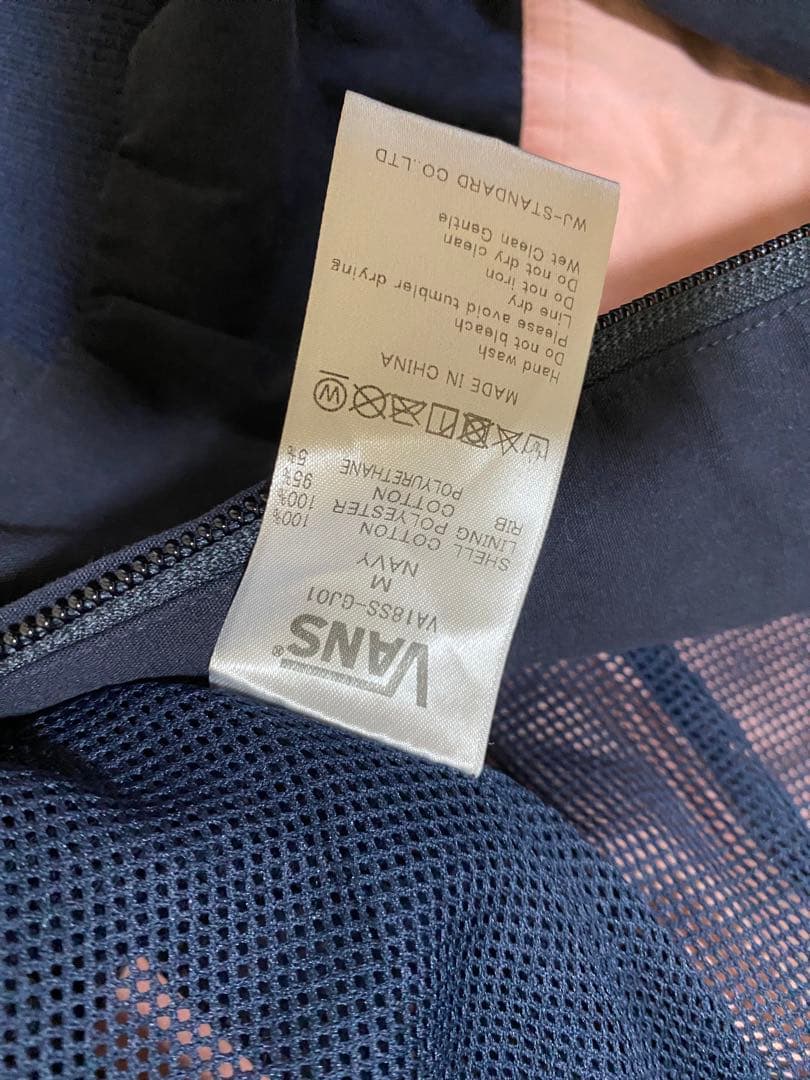 VANS®
VA18SS-GJ01
M
NAVY
SHELL COTTON 100%
LINING POLYESTER 100%
RIB COTTON 95%
POLYURETHANE 5%
W
MADE IN CHINA
Hand wash
Do not bleach
Please avoid tumbler drying
Line dry
Do not iron
Do not dry clean
Wet Clean Gentle
WJ-STANDARD CO.LTD